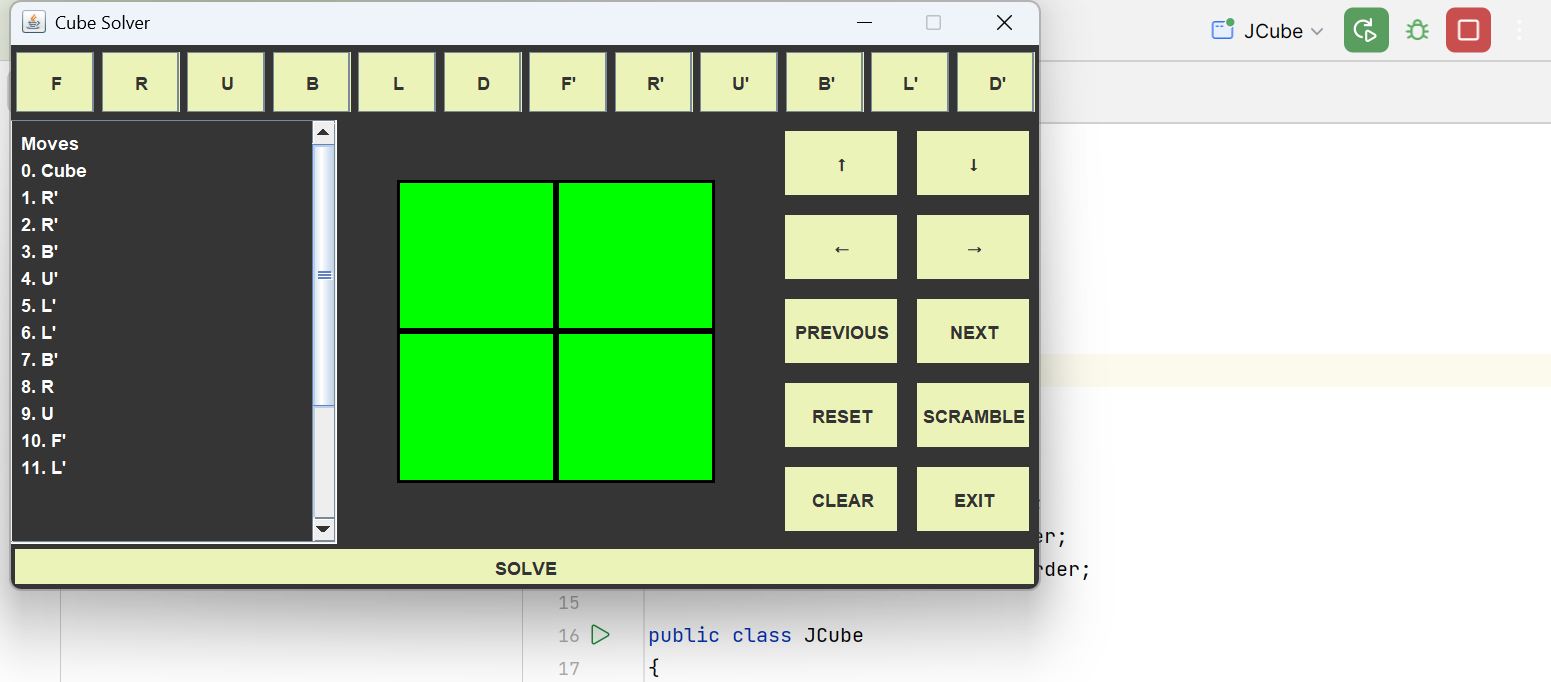 Cube Solver
JCube
F R U B L D F' R' U' B' L' D'
Moves
0. Cube
1. R'
2. R'
3. B'
4. U'
5. L'
6. L'
7. B'
8. R
9. U
10. F'
11. L'
↑ ↓
← →
PREVIOUS NEXT
RESET SCRAMBLE
CLEAR EXIT
SOLVE
er;
rder;
15
16 public class JCube
17 {